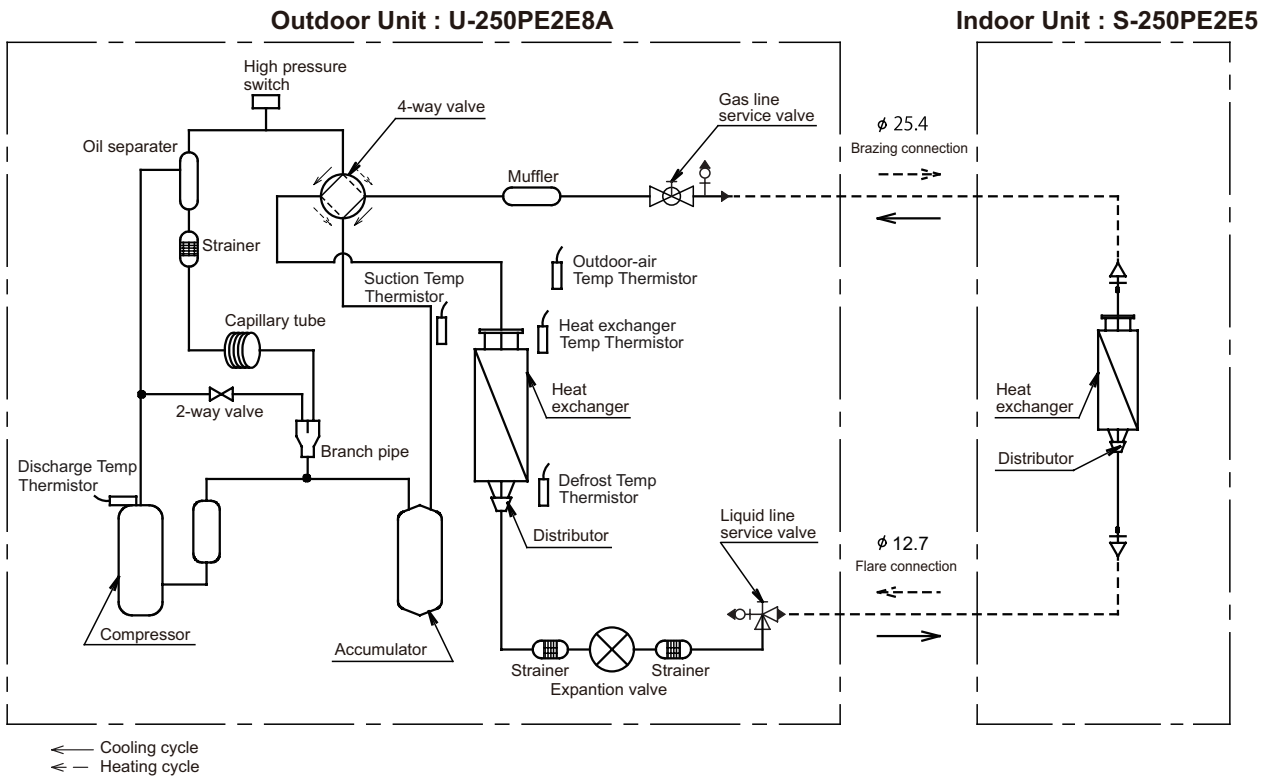 Outdoor Unit : U-250PE2E8A
Indoor Unit : S-250PE2E5
High pressure
switch
4-way valve
Gas line
service valve
ϕ 25.4
Brazing connection
Oil separater
Muffler
Strainer
Outdoor-air
Temp Thermistor
Suction Temp
Thermistor
Capillary tube
Heat exchanger
Temp Thermistor
Heat
exchanger
Heat
exchanger
2-way valve
Branch pipe
Distributor
Discharge Temp
Thermistor
Defrost Temp
Thermistor
Liquid line
service valve
Distributor
ϕ 12.7
Flare connection
Compressor
Accumulator
Strainer
Strainer
Expantion valve
Cooling cycle
Heating cycle